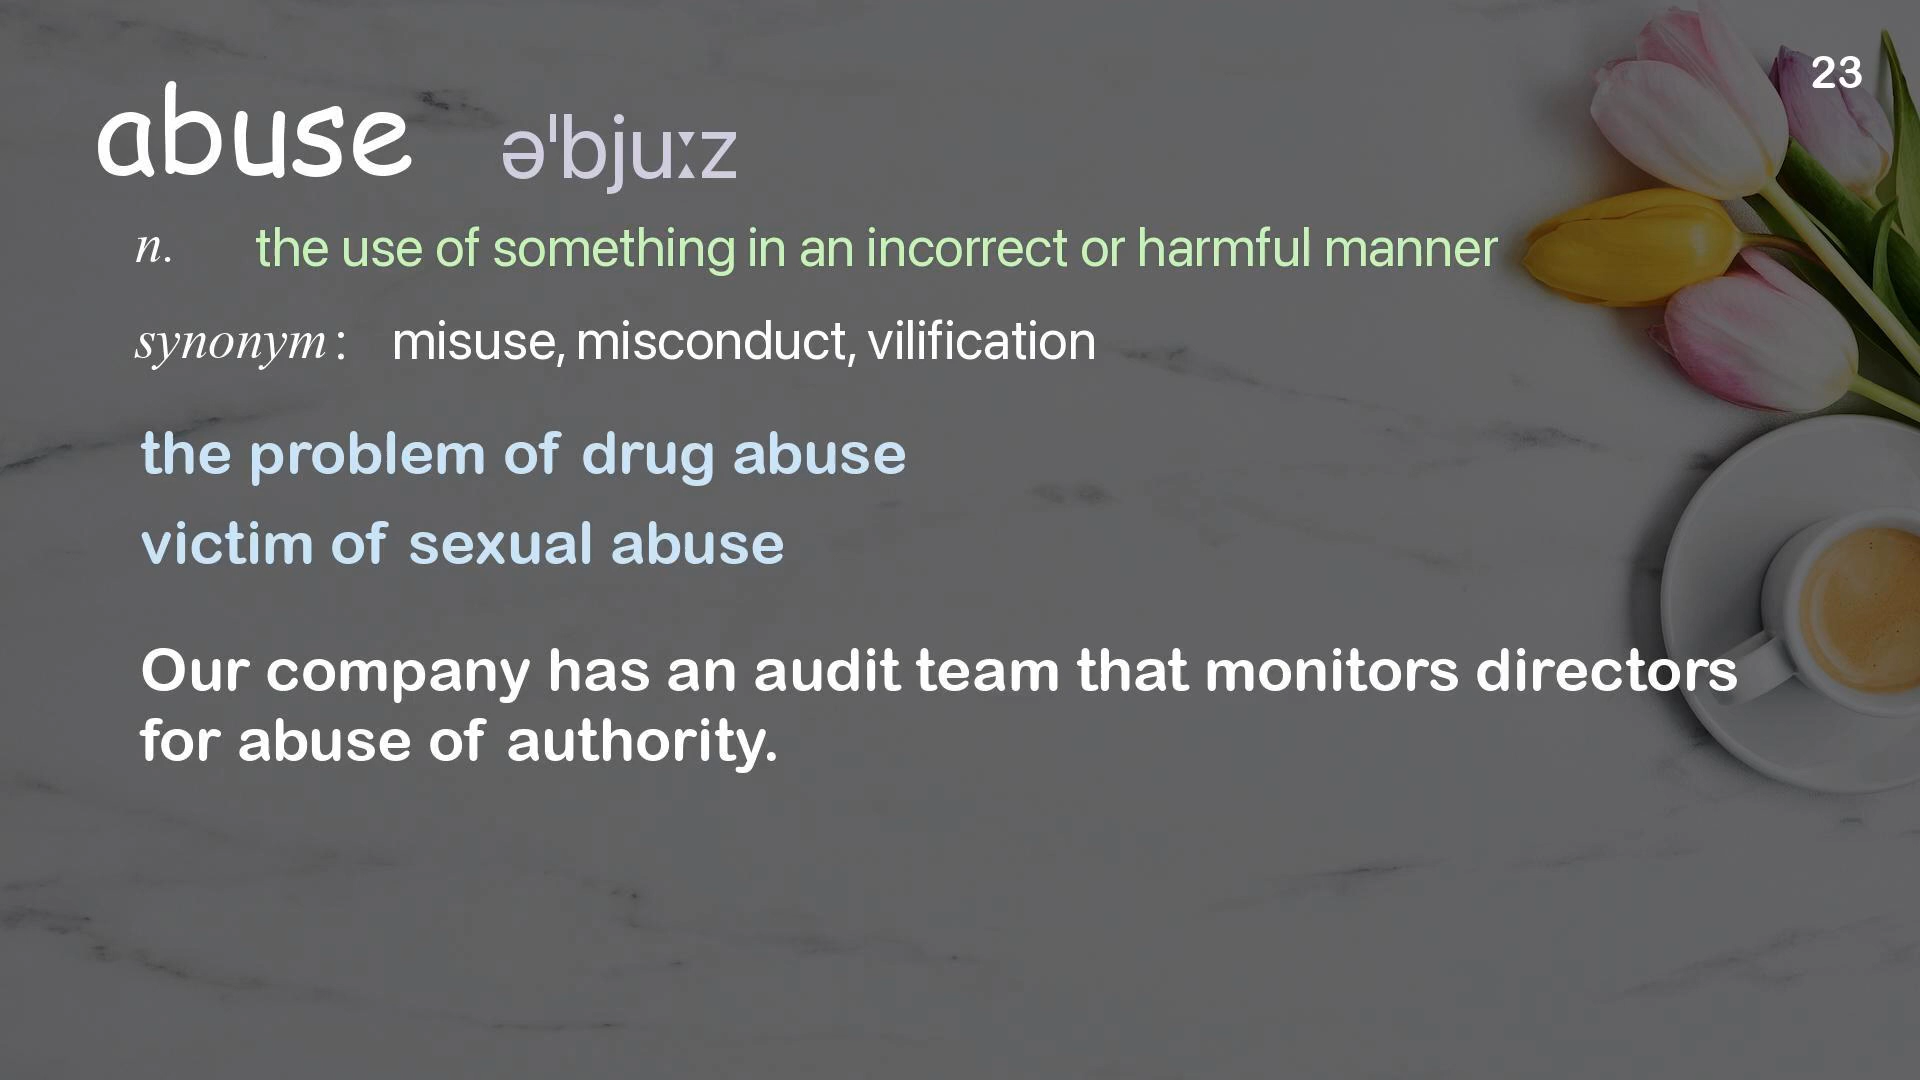 23
abuse əˈbjuːz
n. the use of something in an incorrect or harmful manner
synonym : misuse, misconduct, vilification
the problem of drug abuse
victim of sexual abuse
Our company has an audit team that monitors directors
for abuse of authority.